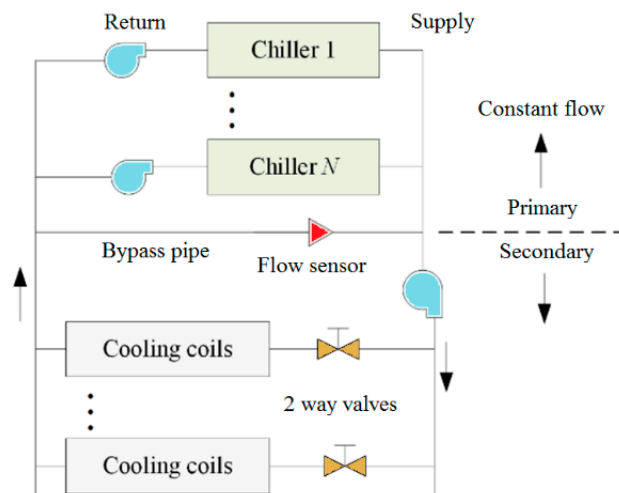 Return
Supply
Chiller 1
Constant flow
Chiller N
Primary
Bypass pipe
Flow sensor
Secondary
Cooling coils
2 way valves
Cooling coils